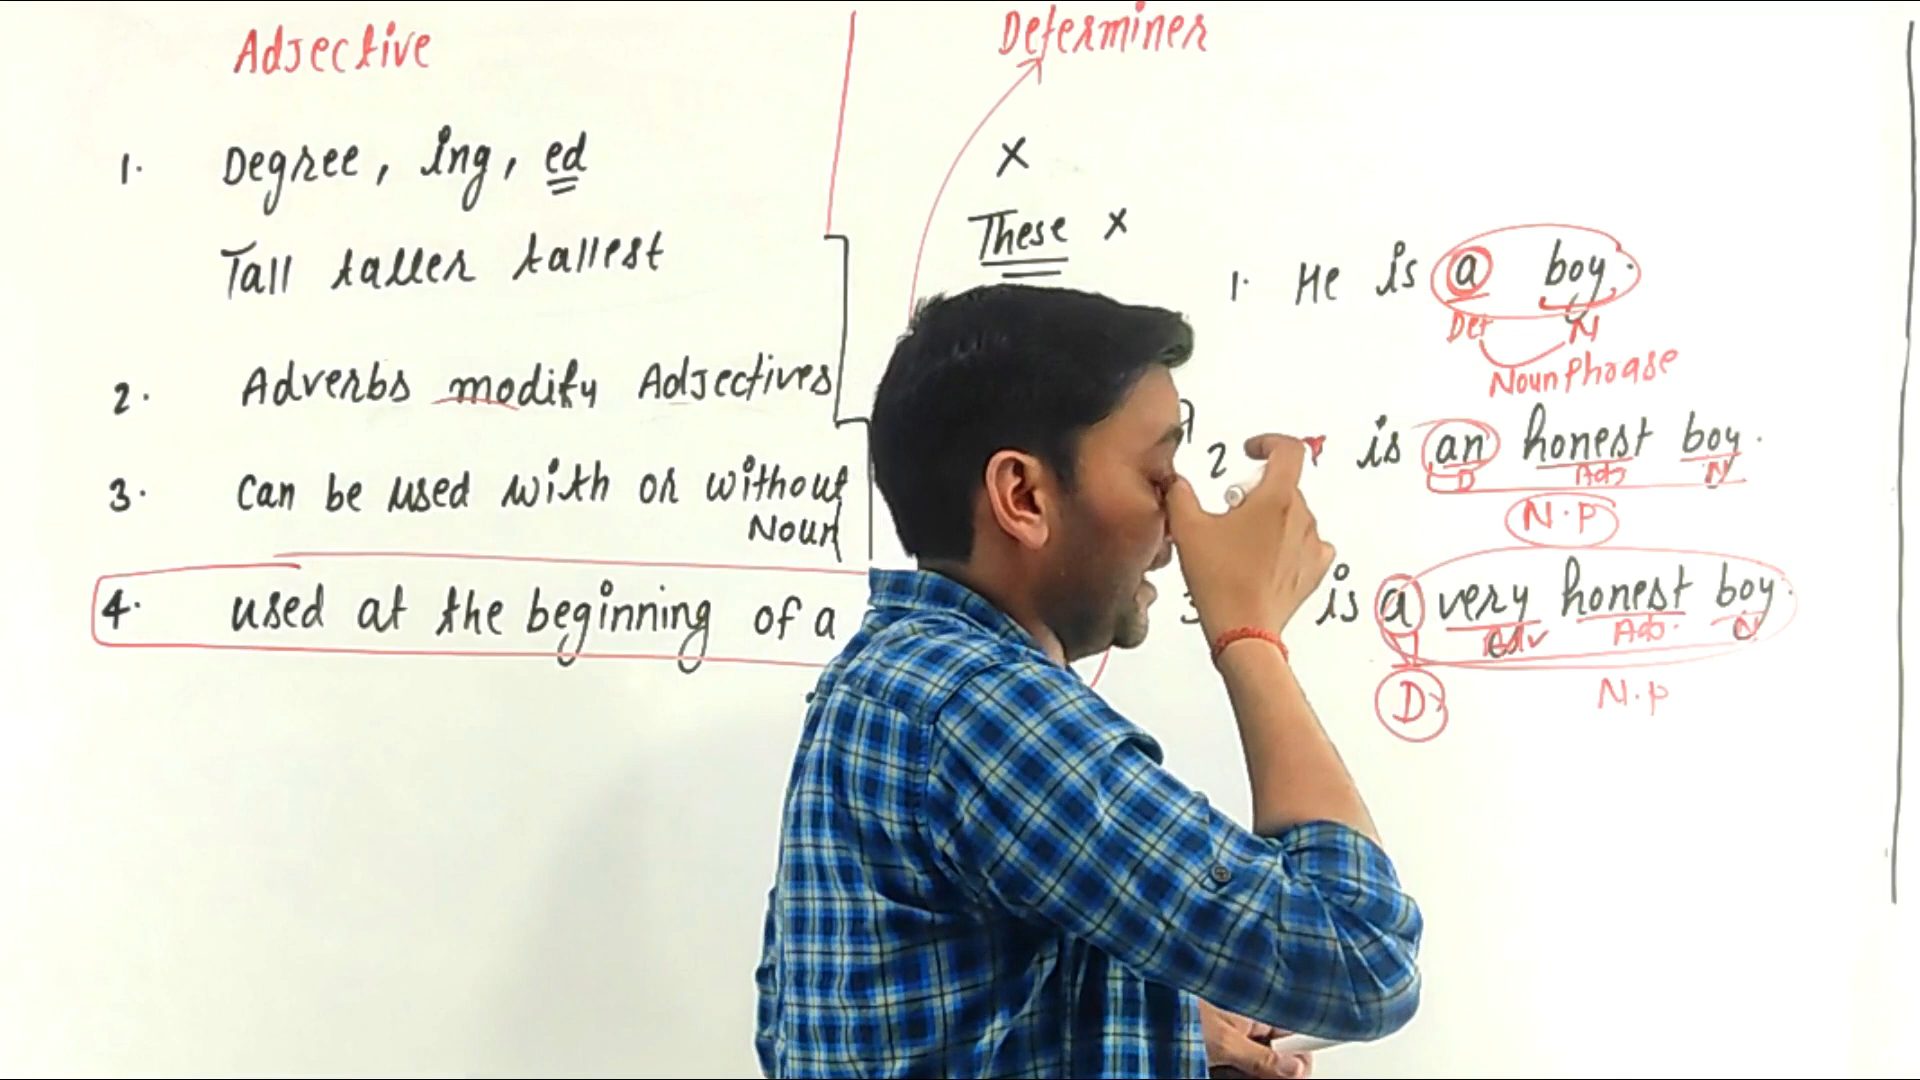 Adjective
Determiner
1. Degree, ing, ed
X
Tall taller tallest
These X
1. He is a boy.
Det N
Noun Phrase
2. Adverbs modify Adjectives
2 is an honest boy.
D Adj N
N.P
3. Can be used with or without
Noun
4. used at the beginning of a
3 is a very honest boy.
Adv Adj. N
D
N.P